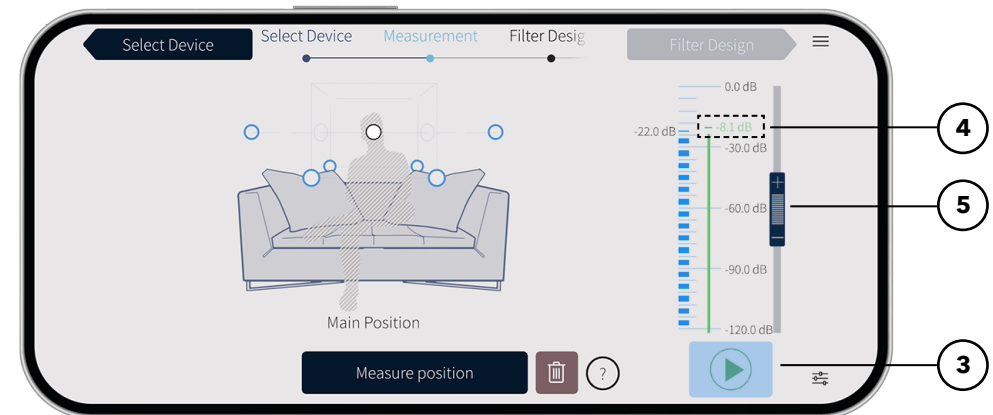 Select Device
Select Device Measurement Filter Desig
Filter Design
0.0 dB
-8.1 dB
4
-22.0 dB
-30.0 dB
5
-60.0 dB
-90.0 dB
-120.0 dB
Main Position
Measure position
?
3